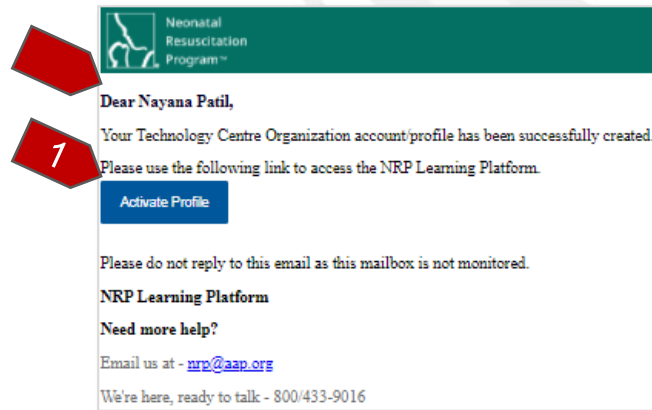 Neonatal
Resuscitation
Program™
Dear Nayana Patil,
Your Technology Centre Organization account/profile has been successfully created.
1
Please use the following link to access the NRP Learning Platform.
Activate Profile
Please do not reply to this email as this mailbox is not monitored.
NRP Learning Platform
Need more help?
Email us at - nrp@aap.org
We're here, ready to talk - 800/433-9016